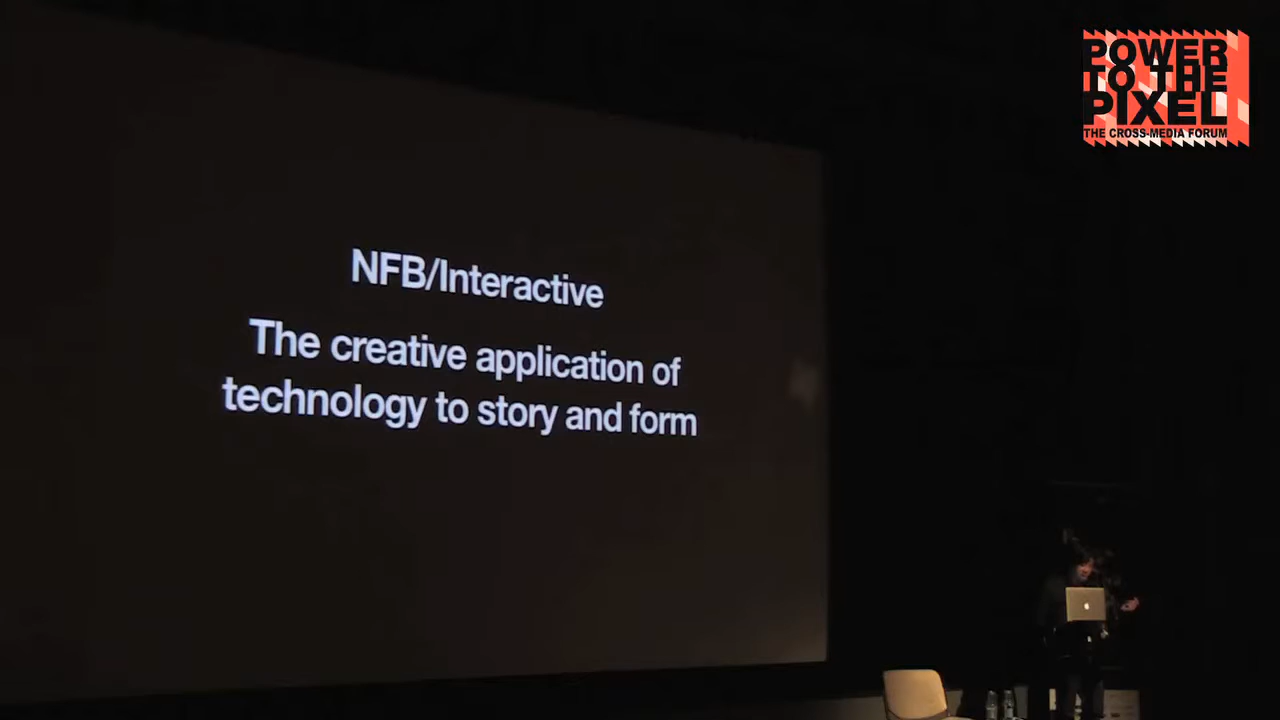 POWER
TO THE
PIXEL
THE CROSS-MEDIA FORUM
NFB/Interactive
The creative application of
technology to story and form